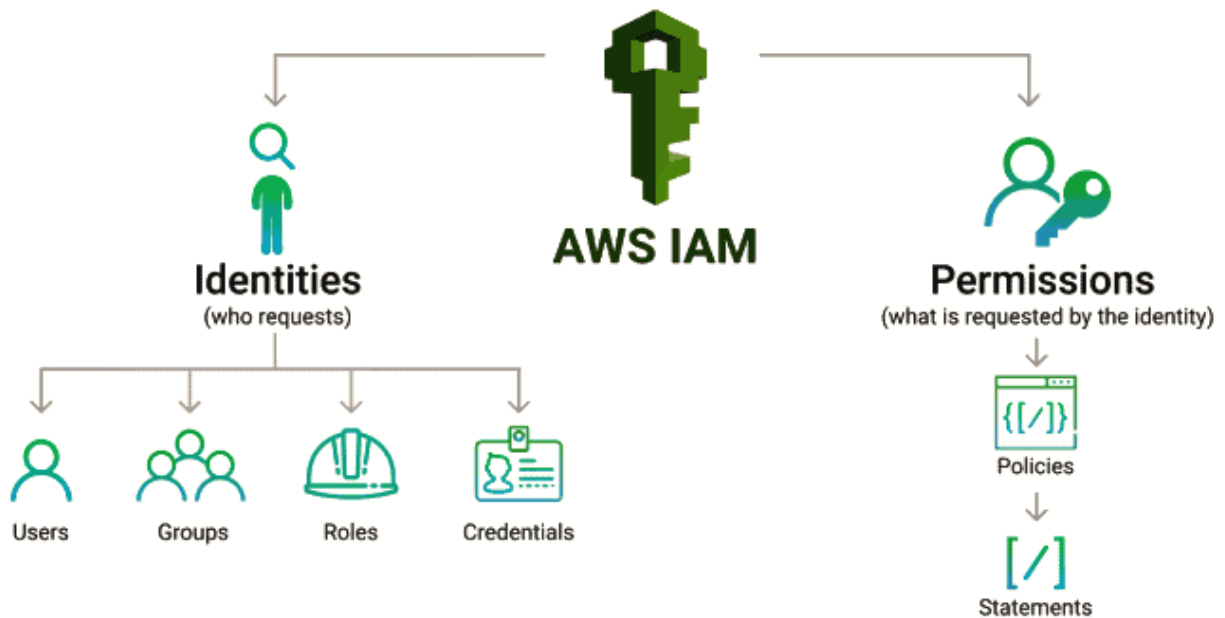 AWS IAM
Identities
(who requests)
Users
Groups
Roles
Credentials
Permissions
(what is requested by the identity)
{[/]}
Policies
[/]
Statements